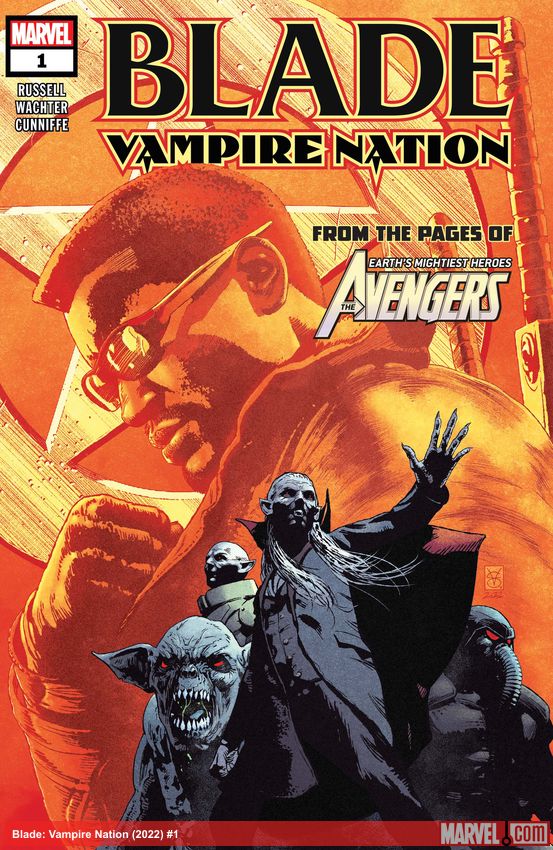 MARVEL
1
RUSSELL
WACHTER
CUNNIFFE
BLADE
VAMPIRE NATION
FROM THE PAGES OF
EARTH'S MIGHTIEST HEROES
THE AVENGERS
Blade: Vampire Nation (2022) #1
MARVEL.COM